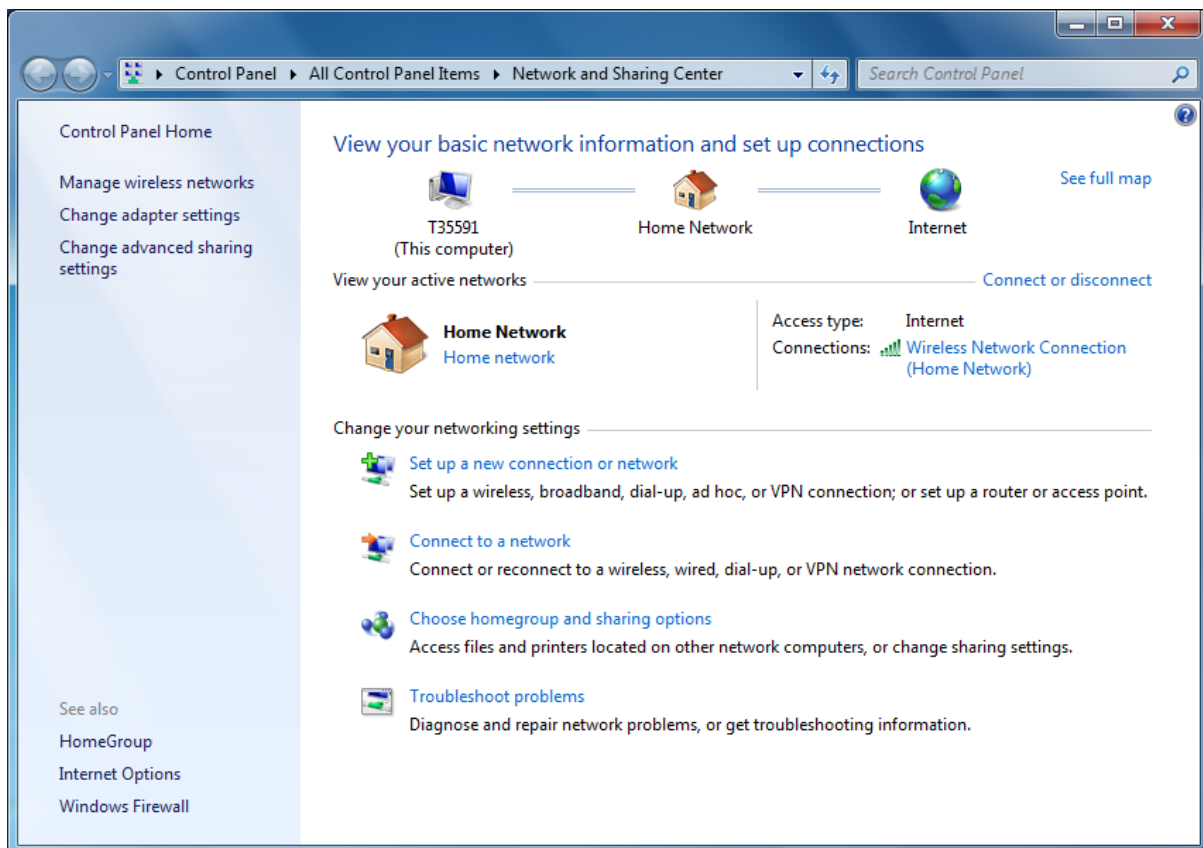 Control Panel ▸ All Control Panel Items ▸ Network and Sharing Center
Search Control Panel
Control Panel Home
Manage wireless networks
Change adapter settings
Change advanced sharing
settings
See also
HomeGroup
Internet Options
Windows Firewall
View your basic network information and set up connections
See full map
T35591
(This computer)
Home Network
Internet
View your active networks
Connect or disconnect
Home Network
Home network
Access type: Internet
Connections: Wireless Network Connection
(Home Network)
Change your networking settings
Set up a new connection or network
Set up a wireless, broadband, dial-up, ad hoc, or VPN connection; or set up a router or access point.
Connect to a network
Connect or reconnect to a wireless, wired, dial-up, or VPN network connection.
Choose homegroup and sharing options
Access files and printers located on other network computers, or change sharing settings.
Troubleshoot problems
Diagnose and repair network problems, or get troubleshooting information.